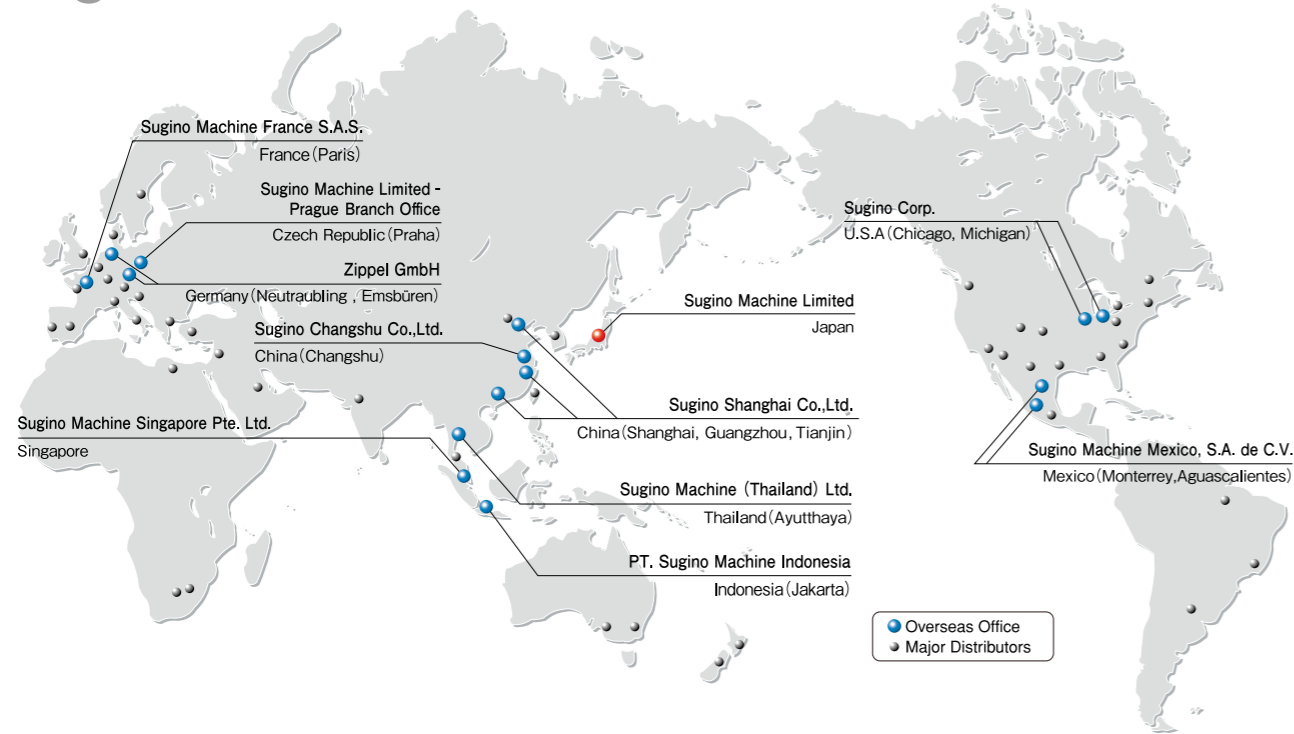 Sugino Machine France S.A.S.
France(Paris)
Sugino Machine Limited -
Prague Branch Office
Czech Republic(Praha)
Zippel GmbH
Germany(Neutraubling , Emsbüren)
Sugino Changshu Co.,Ltd.
China(Changshu)
Sugino Machine Singapore Pte. Ltd.
Singapore
Sugino Machine Limited
Japan
Sugino Shanghai Co.,Ltd.
China(Shanghai, Guangzhou, Tianjin)
Sugino Machine (Thailand) Ltd.
Thailand(Ayutthaya)
PT. Sugino Machine Indonesia
Indonesia(Jakarta)
Sugino Corp.
U.S.A(Chicago, Michigan)
Sugino Machine Mexico, S.A. de C.V.
Mexico(Monterrey,Aguascalientes)
Overseas Office
Major Distributors